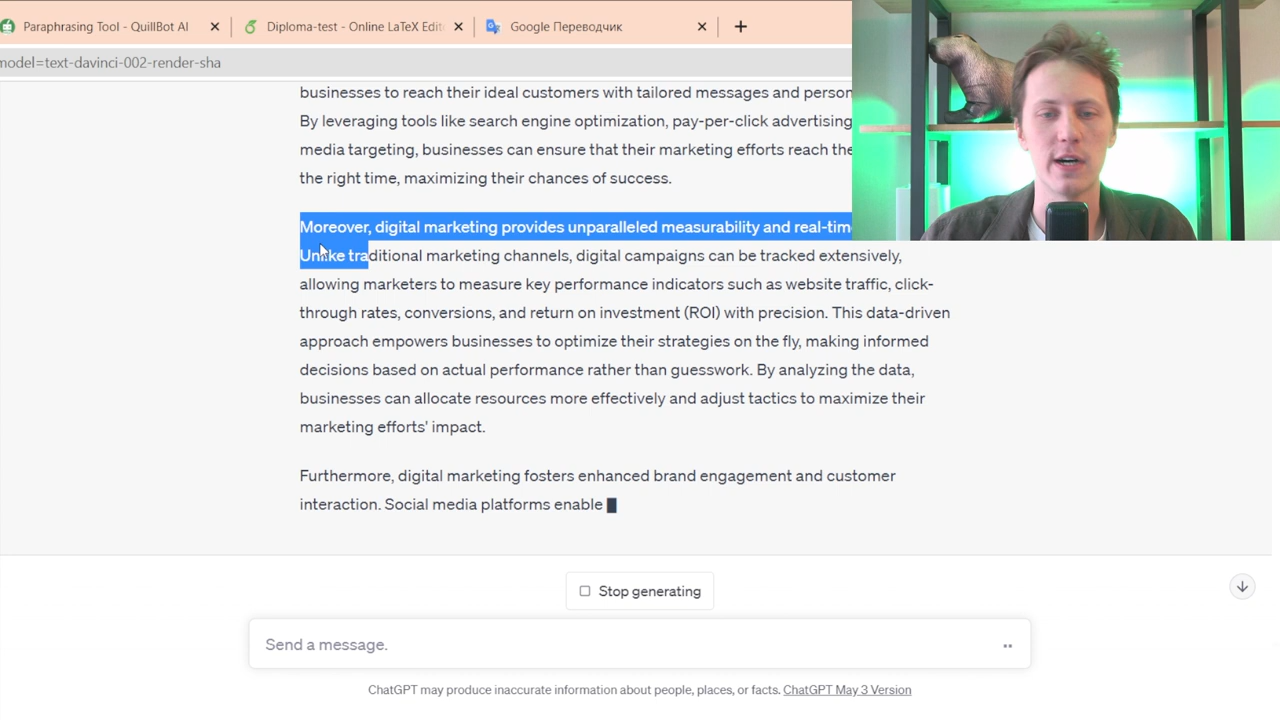 Paraphrasing Tool - QuillBot AI
Diploma-test - Online LaTeX Edit
Google Переводчик
model=text-davinci-002-render-sha
businesses to reach their ideal customers with tailored messages and person
By leveraging tools like search engine optimization, pay-per-click advertising
media targeting, businesses can ensure that their marketing efforts reach the
the right time, maximizing their chances of success.
Moreover, digital marketing provides unparalleled measurability and real-tim
Unlike traditional marketing channels, digital campaigns can be tracked extensively,
allowing marketers to measure key performance indicators such as website traffic, click-
through rates, conversions, and return on investment (ROI) with precision. This data-driven
approach empowers businesses to optimize their strategies on the fly, making informed
decisions based on actual performance rather than guesswork. By analyzing the data,
businesses can allocate resources more effectively and adjust tactics to maximize their
marketing efforts' impact.
Furthermore, digital marketing fosters enhanced brand engagement and customer
interaction. Social media platforms enable
Stop generating
Send a message.
ChatGPT may produce inaccurate information about people, places, or facts. ChatGPT May 3 Version